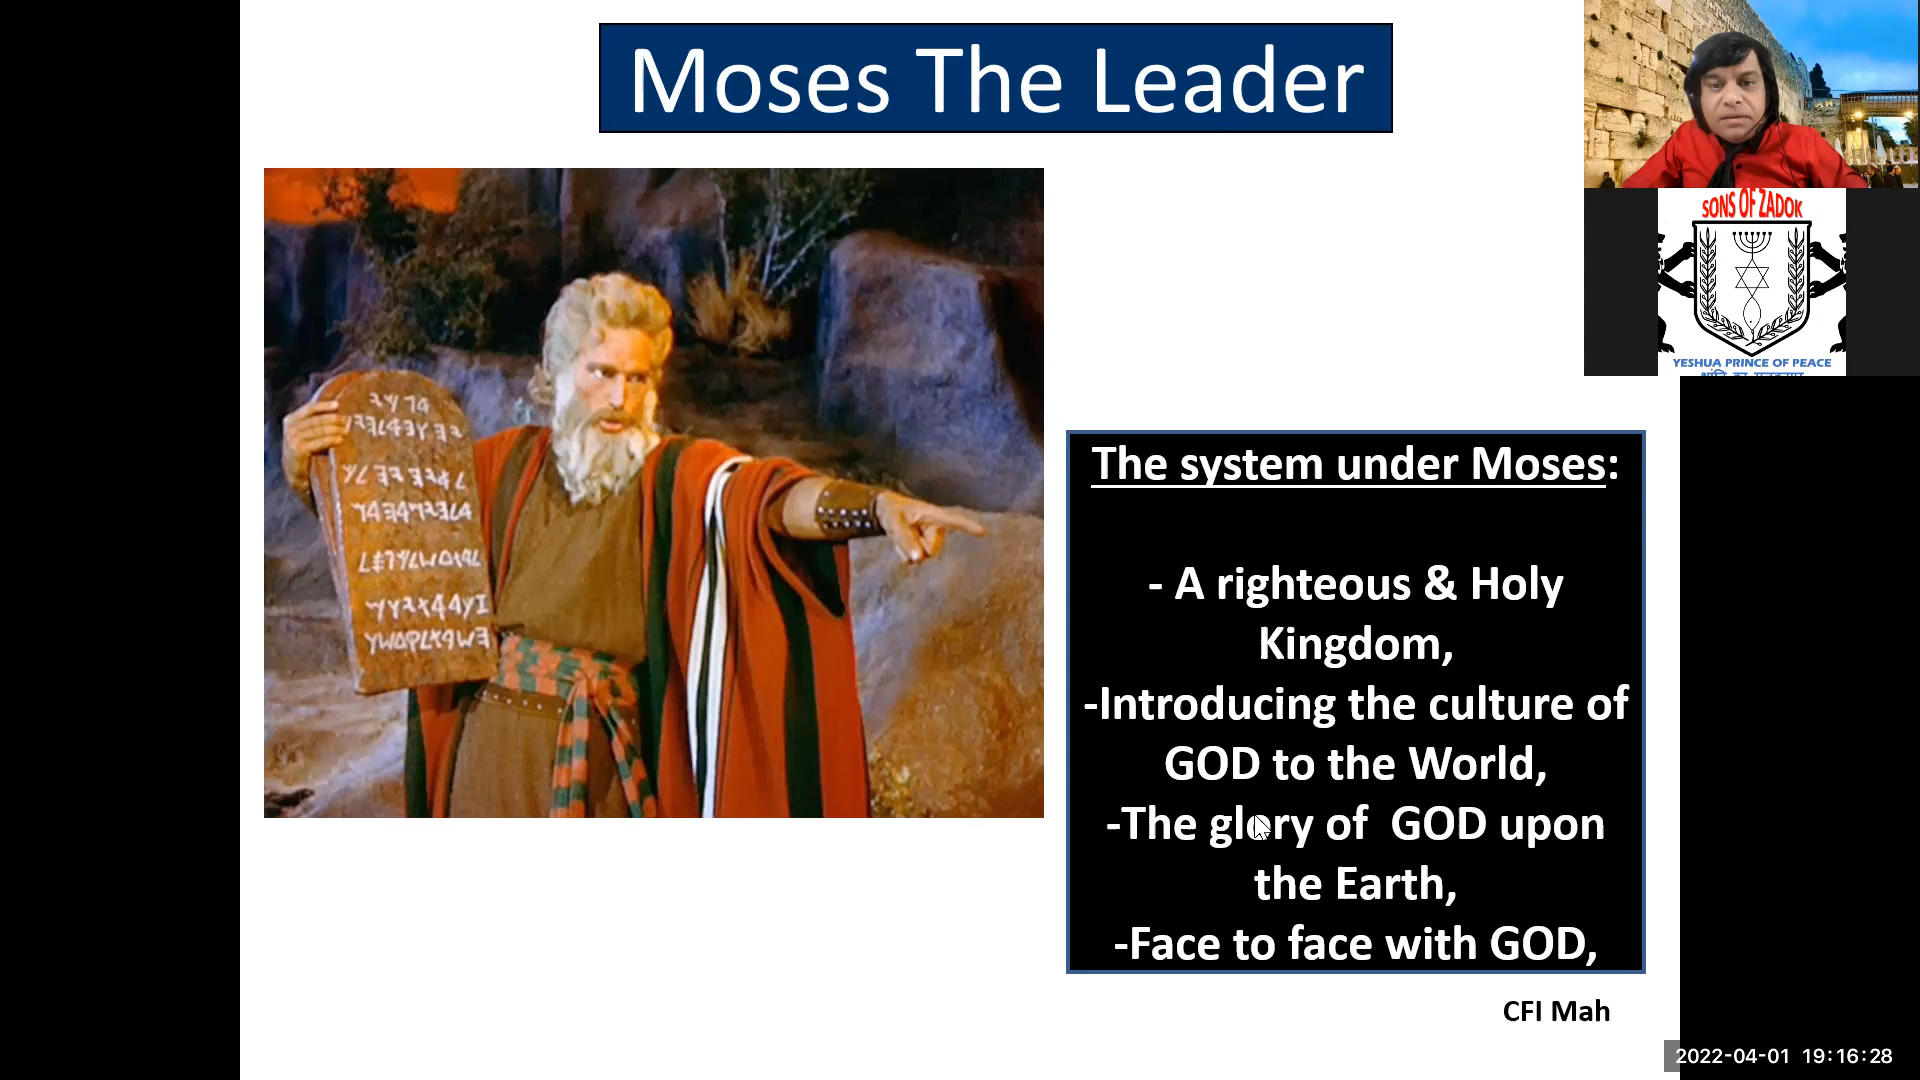 Moses The Leader
SONS OF ZADOK
YESHUA PRINCE OF PEACE
The system under Moses:
- A righteous & Holy
Kingdom,
-Introducing the culture of
GOD to the World,
-The glory of  GOD upon
the Earth,
-Face to face with GOD,
CFI Mah
2022-04-01 19:16:28